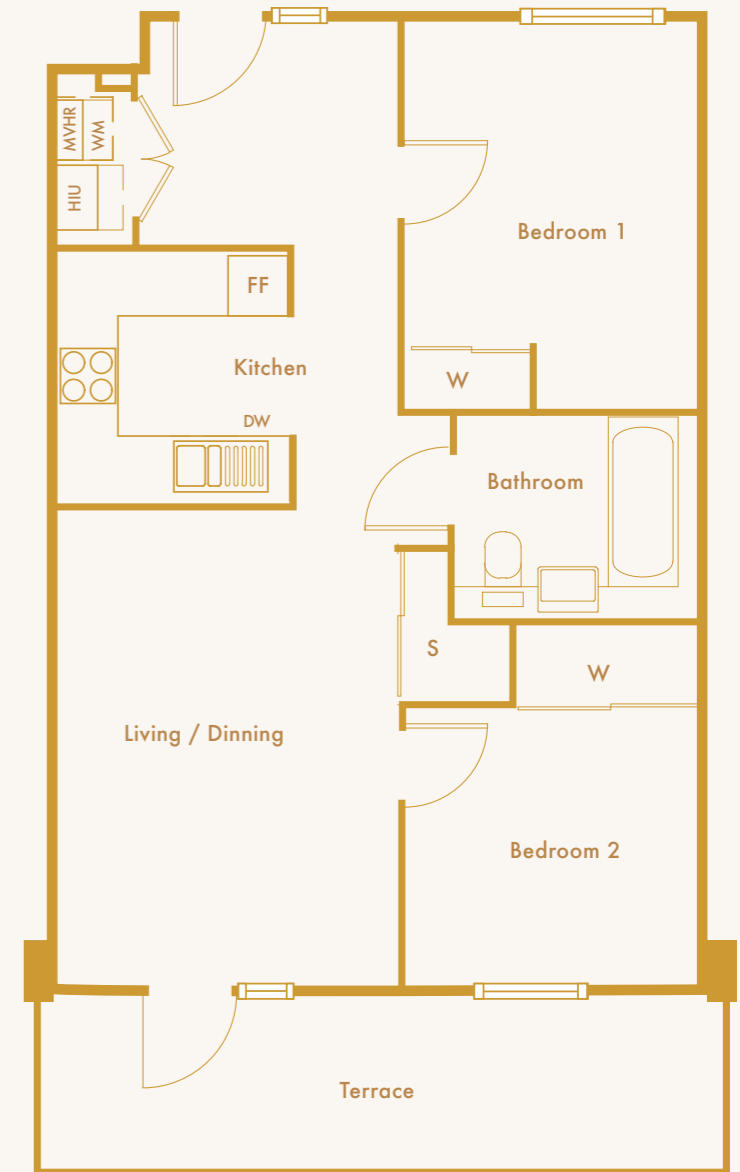 MVHR
WM
HIU
Bedroom 1
FF
Kitchen
W
DW
Bathroom
S
W
Living / Dinning
Bedroom 2
Terrace